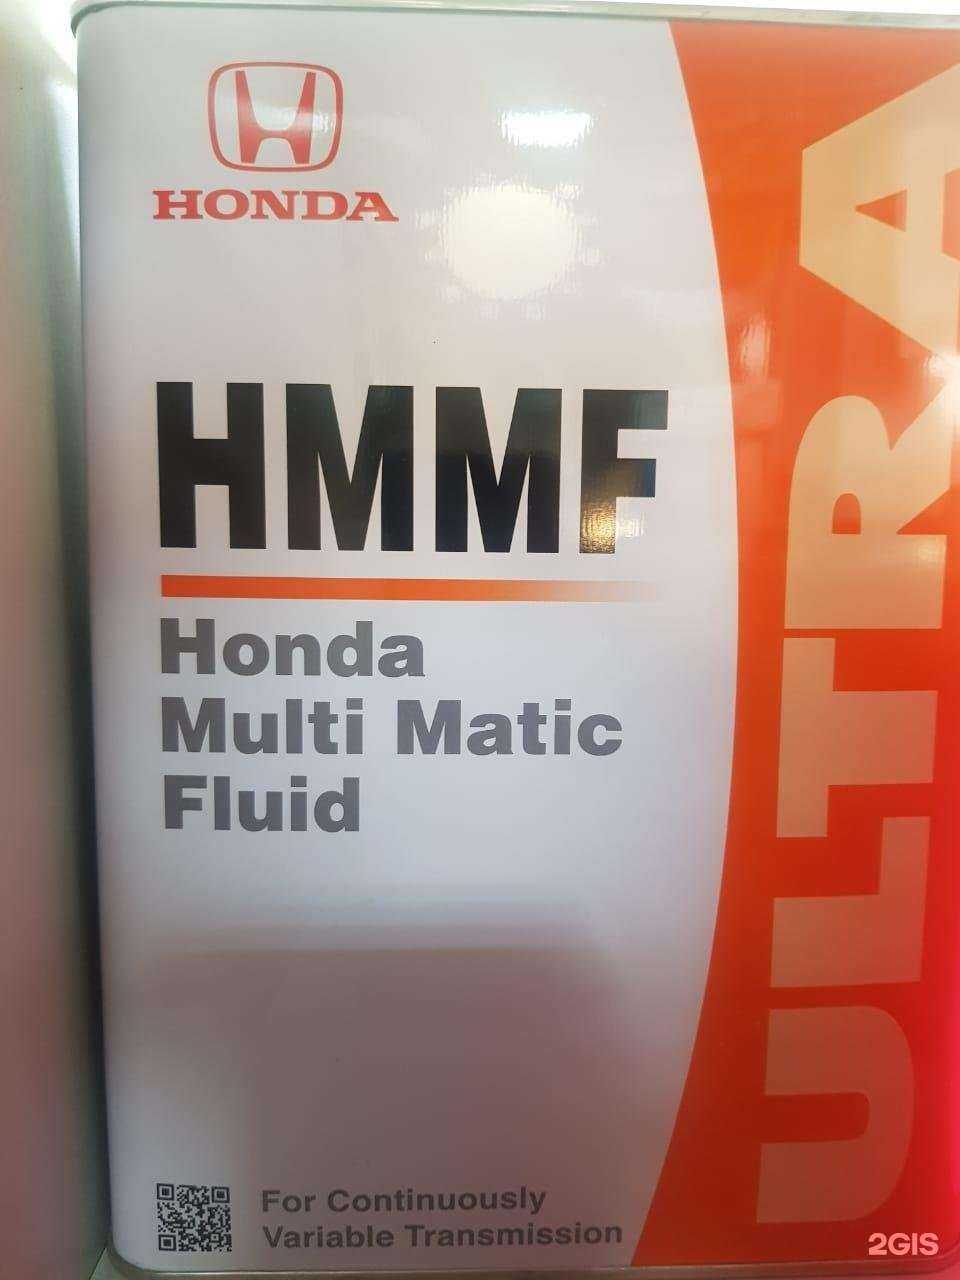 HONDA
HMMF
Honda
Multi Matic
Fluid
ULTRA
For Continuously
Variable Transmission
2GIS